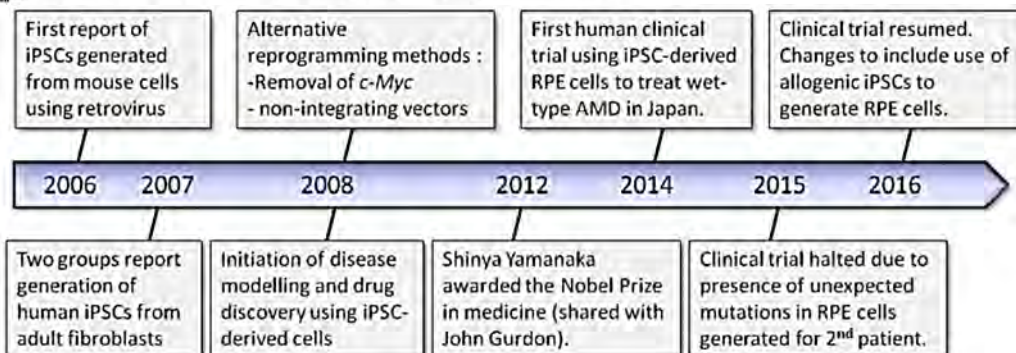 First report of
iPSCs generated
from mouse cells
using retrovirus
Alternative
reprogramming methods :
-Removal of c-Myc
- non-integrating vectors
First human clinical
trial using iPSC-derived
RPE cells to treat wet-
type AMD in Japan.
Clinical trial resumed.
Changes to include use of
allogenic iPSCs to
generate RPE cells.
2006 2007 2008 2012 2014 2015 2016
Two groups report
generation of
human iPSCs from
adult fibroblasts
Initiation of disease
modelling and drug
discovery using iPSC-
derived cells
Shinya Yamanaka
awarded the Nobel Prize
in medicine (shared with
John Gurdon).
Clinical trial halted due to
presence of unexpected
mutations in RPE cells
generated for 2nd patient.